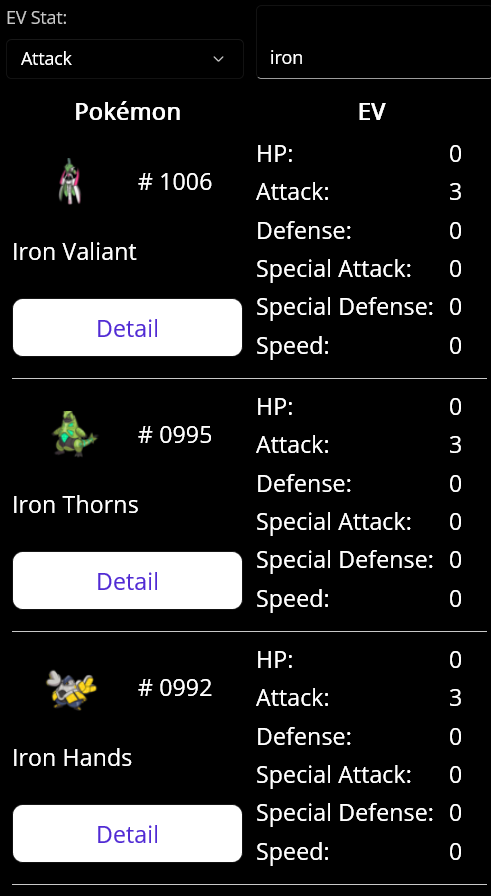 EV Stat:
Attack
iron
Pokémon EV
# 1006
Iron Valiant
Detail
HP: 0
Attack: 3
Defense: 0
Special Attack: 0
Special Defense: 0
Speed: 0
# 0995
Iron Thorns
Detail
HP: 0
Attack: 3
Defense: 0
Special Attack: 0
Special Defense: 0
Speed: 0
# 0992
Iron Hands
Detail
HP: 0
Attack: 3
Defense: 0
Special Attack: 0
Special Defense: 0
Speed: 0